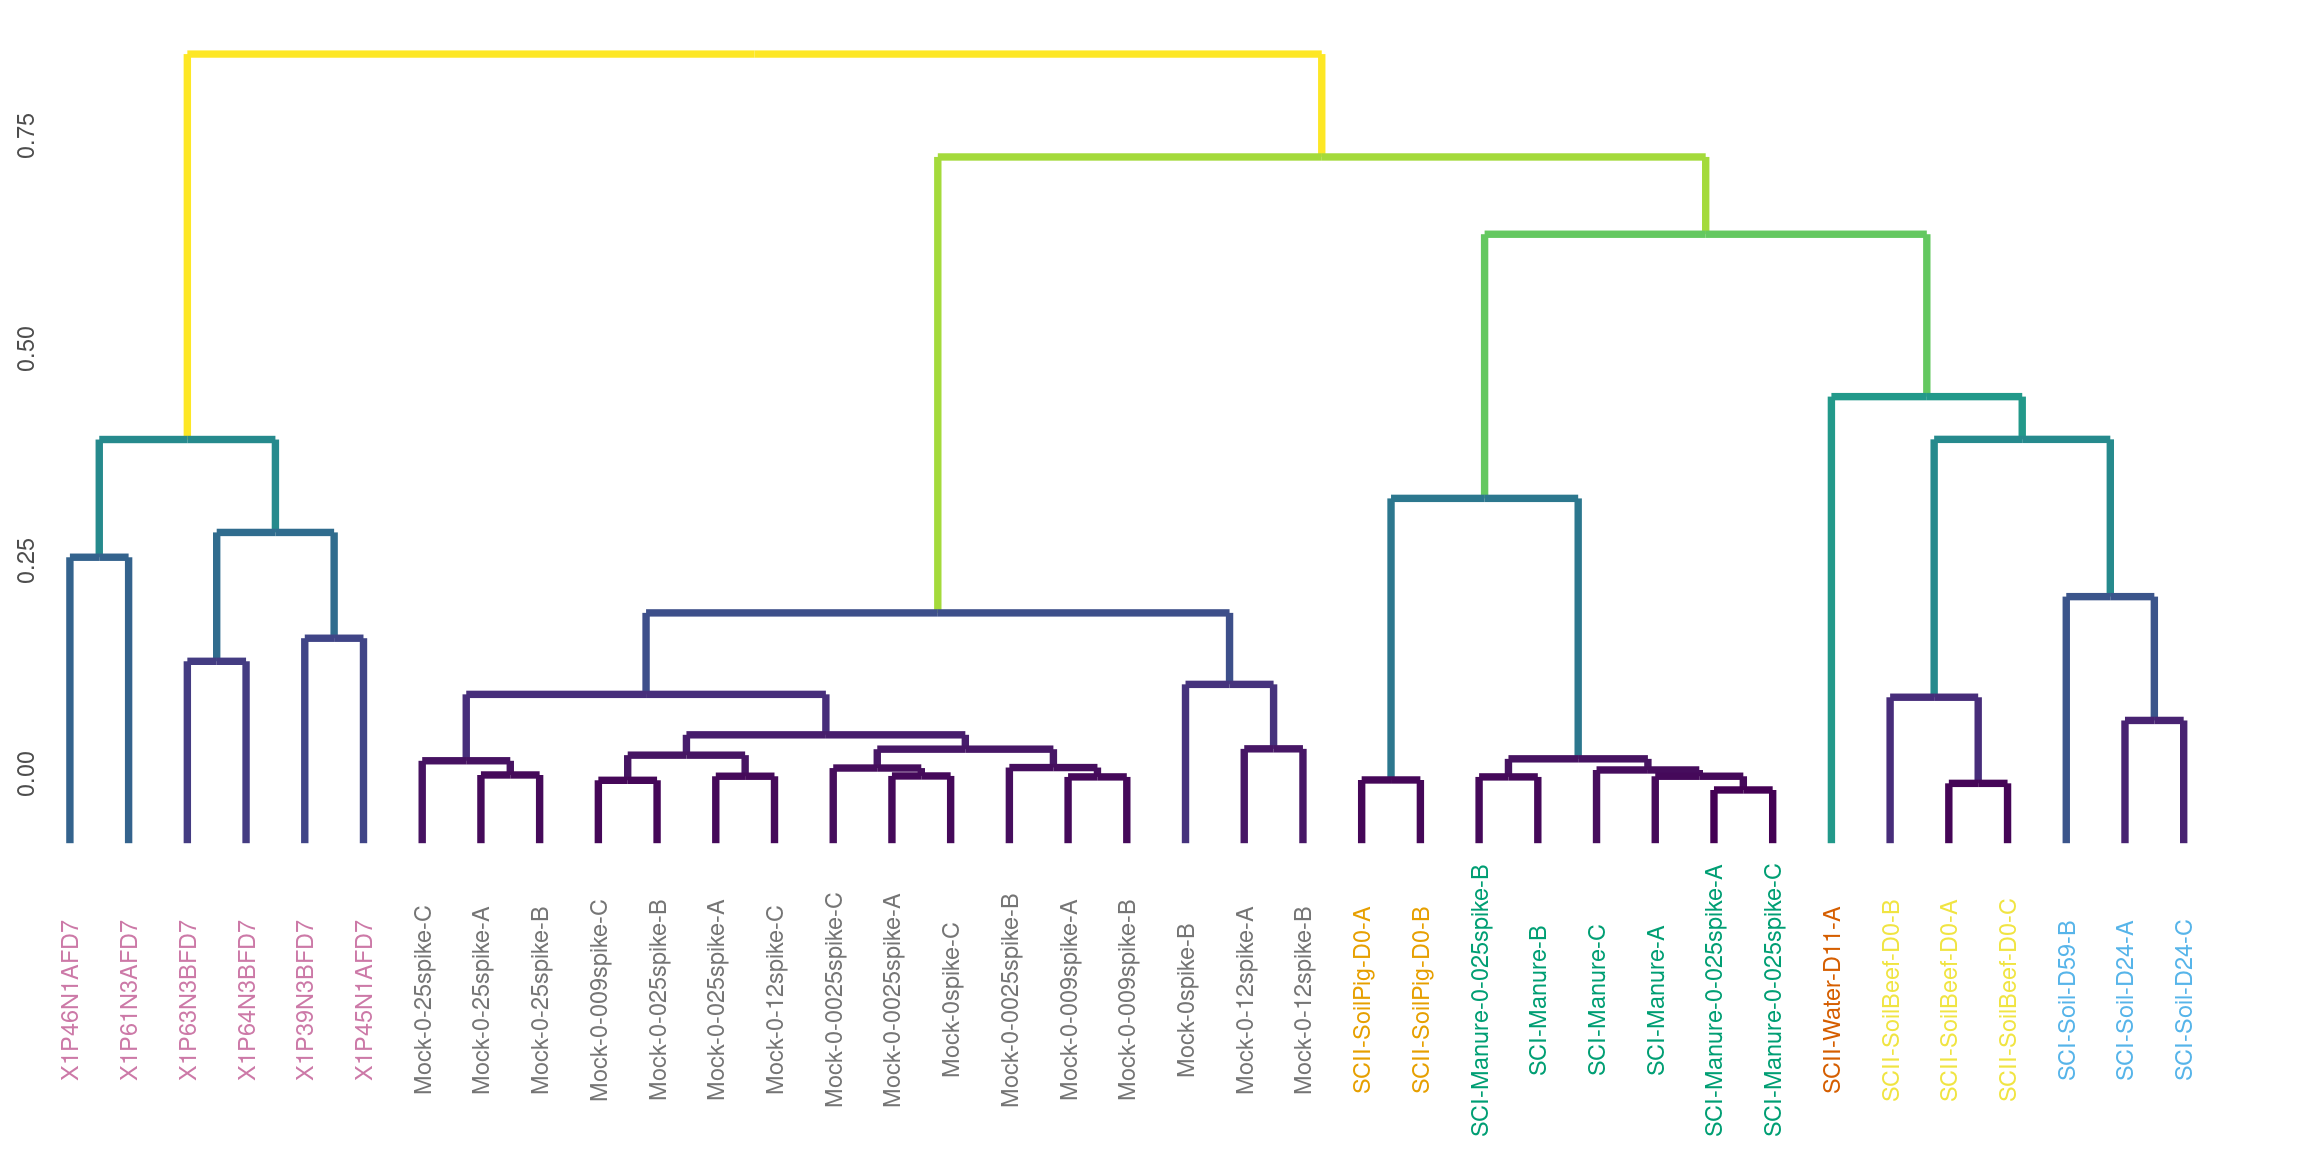 0.75
0.50
0.25
0.00
X1P46N1AFD7
X1P61N3AFD7
X1P63N3BFD7
X1P64N3BFD7
X1P39N3BFD7
X1P45N1AFD7
Mock-0-25spike-C
Mock-0-25spike-A
Mock-0-25spike-B
Mock-0-009spike-C
Mock-0-025spike-B
Mock-0-025spike-A
Mock-0-12spike-C
Mock-0-0025spike-C
Mock-0-0025spike-A
Mock-0spike-C
Mock-0-0025spike-B
Mock-0-009spike-A
Mock-0-009spike-B
Mock-0spike-B
Mock-0-12spike-A
Mock-0-12spike-B
SCII-SoilPig-D0-A
SCII-SoilPig-D0-B
SCI-Manure-0-025spike-B
SCI-Manure-B
SCI-Manure-C
SCI-Manure-A
SCI-Manure-0-025spike-A
SCI-Manure-0-025spike-C
SCII-Water-D11-A
SCII-SoilBeef-D0-B
SCII-SoilBeef-D0-A
SCII-SoilBeef-D0-C
SCI-Soil-D59-B
SCI-Soil-D24-A
SCI-Soil-D24-C